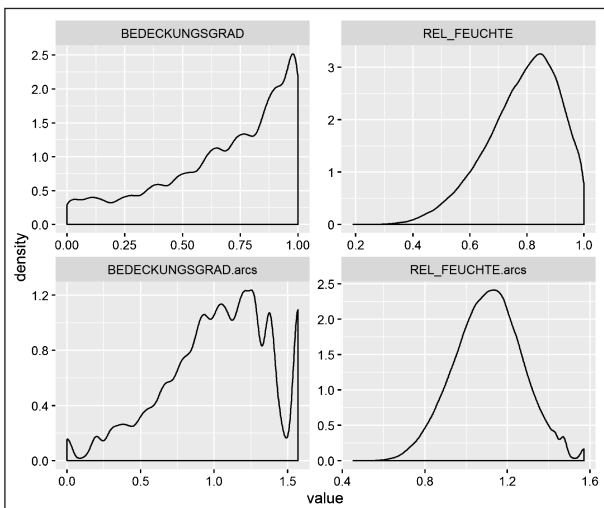 BEDECKUNGSGRAD
REL_FEUCHTE
2.5
2.0
1.5
1.0
0.5
0.0
0.00 0.25 0.50 0.75 1.00
3
2
1
0
0.2 0.4 0.6 0.8 1.0
density
BEDECKUNGSGRAD.arcs
REL_FEUCHTE.arcs
1.2
0.8
0.4
0.0
0.0 0.5 1.0 1.5
2.5
2.0
1.5
1.0
0.5
0.0
0.4 0.8 1.2 1.6
value